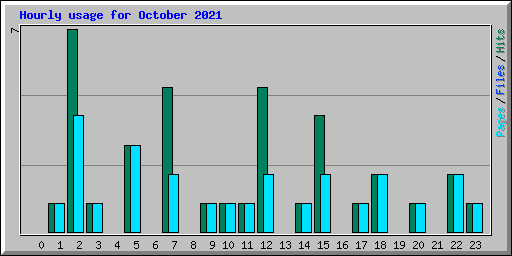 Hourly usage for October 2021
7
Pages/Files/Hits
0 1 2 3 4 5 6 7 8 9 10 11 12 13 14 15 16 17 18 19 20 21 22 23